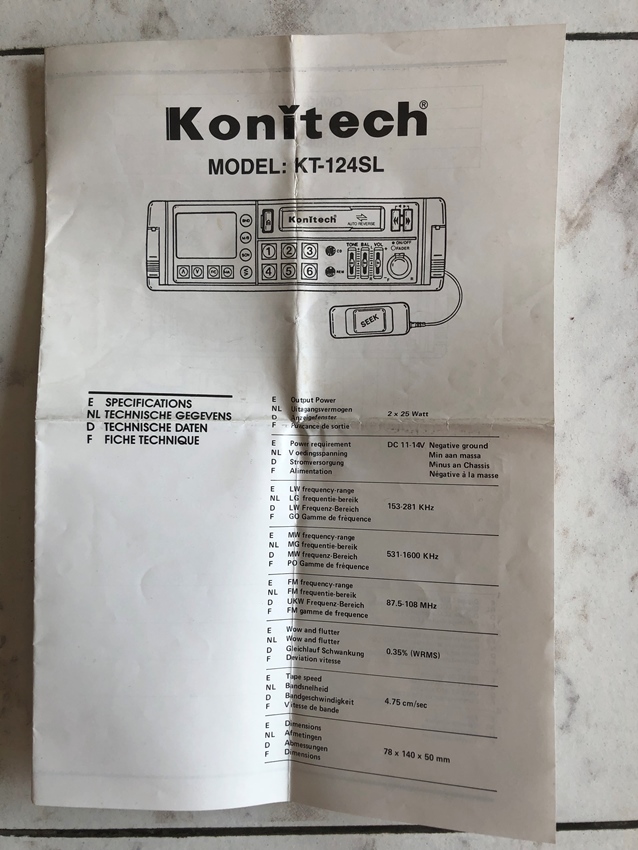 Konitech®
MODEL: KT-124SL
Konitech
AUTO REVERSE
TONE BAL. VOL
ON/OFF
FADER
1 2 3
4 5 6
SEEK
E SPECIFICATIONS
NL TECHNISCHE GEGEVENS
D TECHNISCHE DATEN
F FICHE TECHNIQUE
E Output Power
NL Uitgangsvermogen
D Anzeigefenster
F Puissance de sortie
2 x 25 Watt
E Power requirement
NL Voedingsspanning
D Stromversorgung
F Alimentation
DC 11-14V Negative ground
Min aan massa
Minus an Chassis
Négative à la masse
E LW frequency-range
NL LG frequentie-bereik
D LW Frequenz-Bereich
F GO Gamme de fréquence
153-281 KHz
E MW frequency-range
NL MG frequentie-bereik
D MW frequenz-Bereich
F PO Gamme de fréquence
531-1600 KHz
E FM frequency-range
NL FM frequentie-bereik
D UKW Frequenz-Bereich
F FM gamme de frequence
87.5-108 MHz
E Wow and flutter
NL Wow and flutter
D Gleichlauf Schwankung
F Deviation vitesse
0.35% (WRMS)
E Tape speed
NL Bandsnelheid
D Bandgeschwindigkeit
F Vitesse de bande
4.75 cm/sec
E Dimensions
NL Afmetingen
D Abmessungen
F Dimensions
78 x 140 x 50 mm